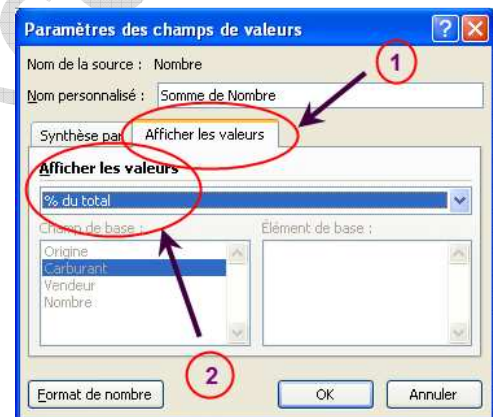 Paramètres des champs de valeurs
1
Nom de la source : Nombre
Nom personnalisé : Somme de Nombre
Synthèse par Afficher les valeurs
Afficher les valeurs
% du total
Champ de base : Élément de base :
Origine
Carburant
Vendeur
Nombre
2
Format de nombre OK Annuler